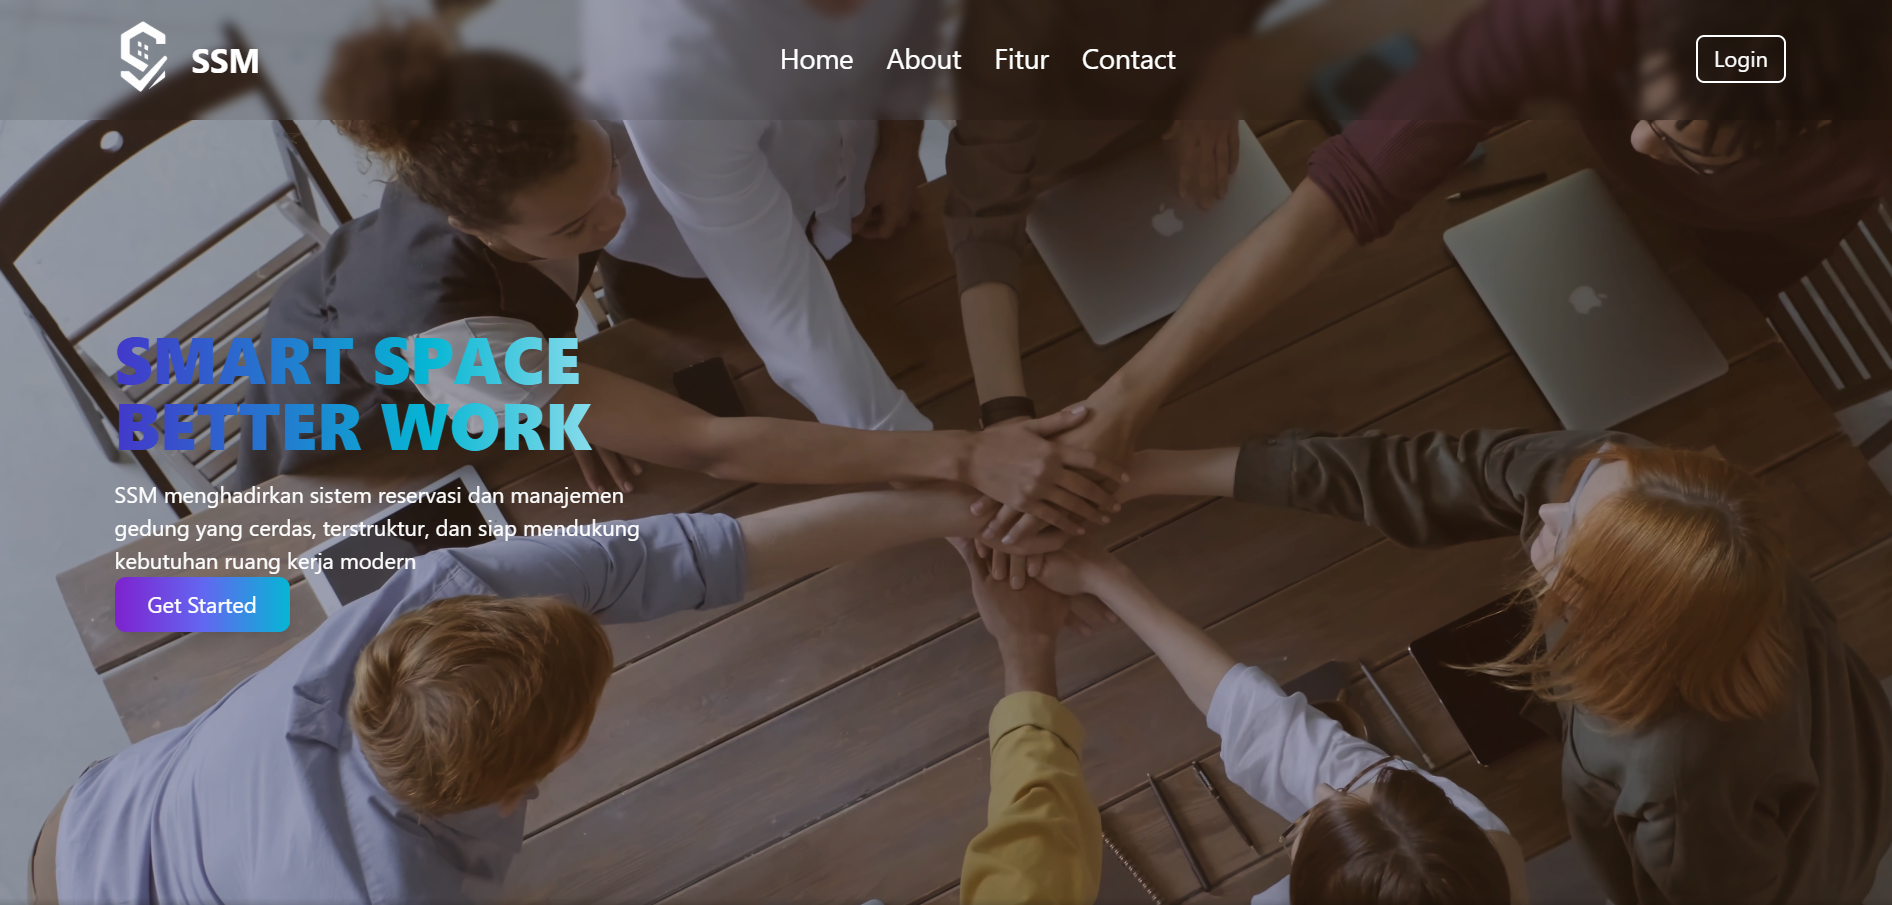 SSM
Home
About
Fitur
Contact
Login
SMART SPACE
BETTER WORK
SSM menghadirkan sistem reservasi dan manajemen
gedung yang cerdas, terstruktur, dan siap mendukung
kebutuhan ruang kerja modern
Get Started